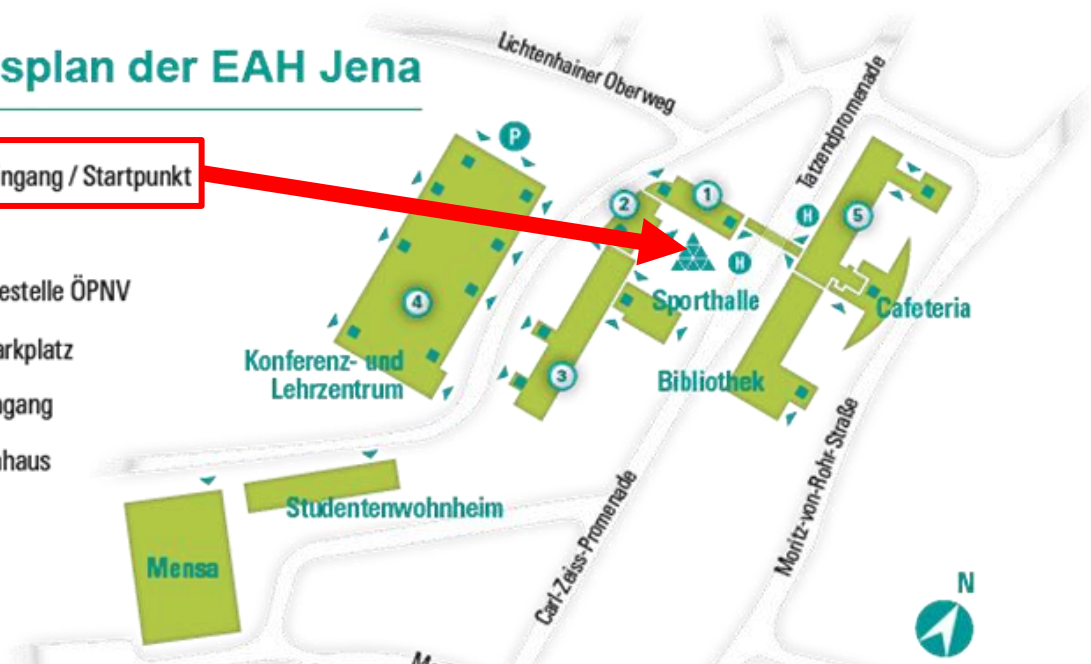 splan der EAH Jena
ngang / Startpunkt
estelle ÖPNV
arkplatz
ngang
nhaus
Lichtenhainer Oberweg
Tatzendpromenade
P
1
2
H
5
H
Sporthalle
Cafeteria
4
Konferenz- und
Lehrzentrum
3
Bibliothek
Studentenwohnheim
Mensa
Carl-Zeiss-Promenade
Moritz-von-Rohr-Straße
N